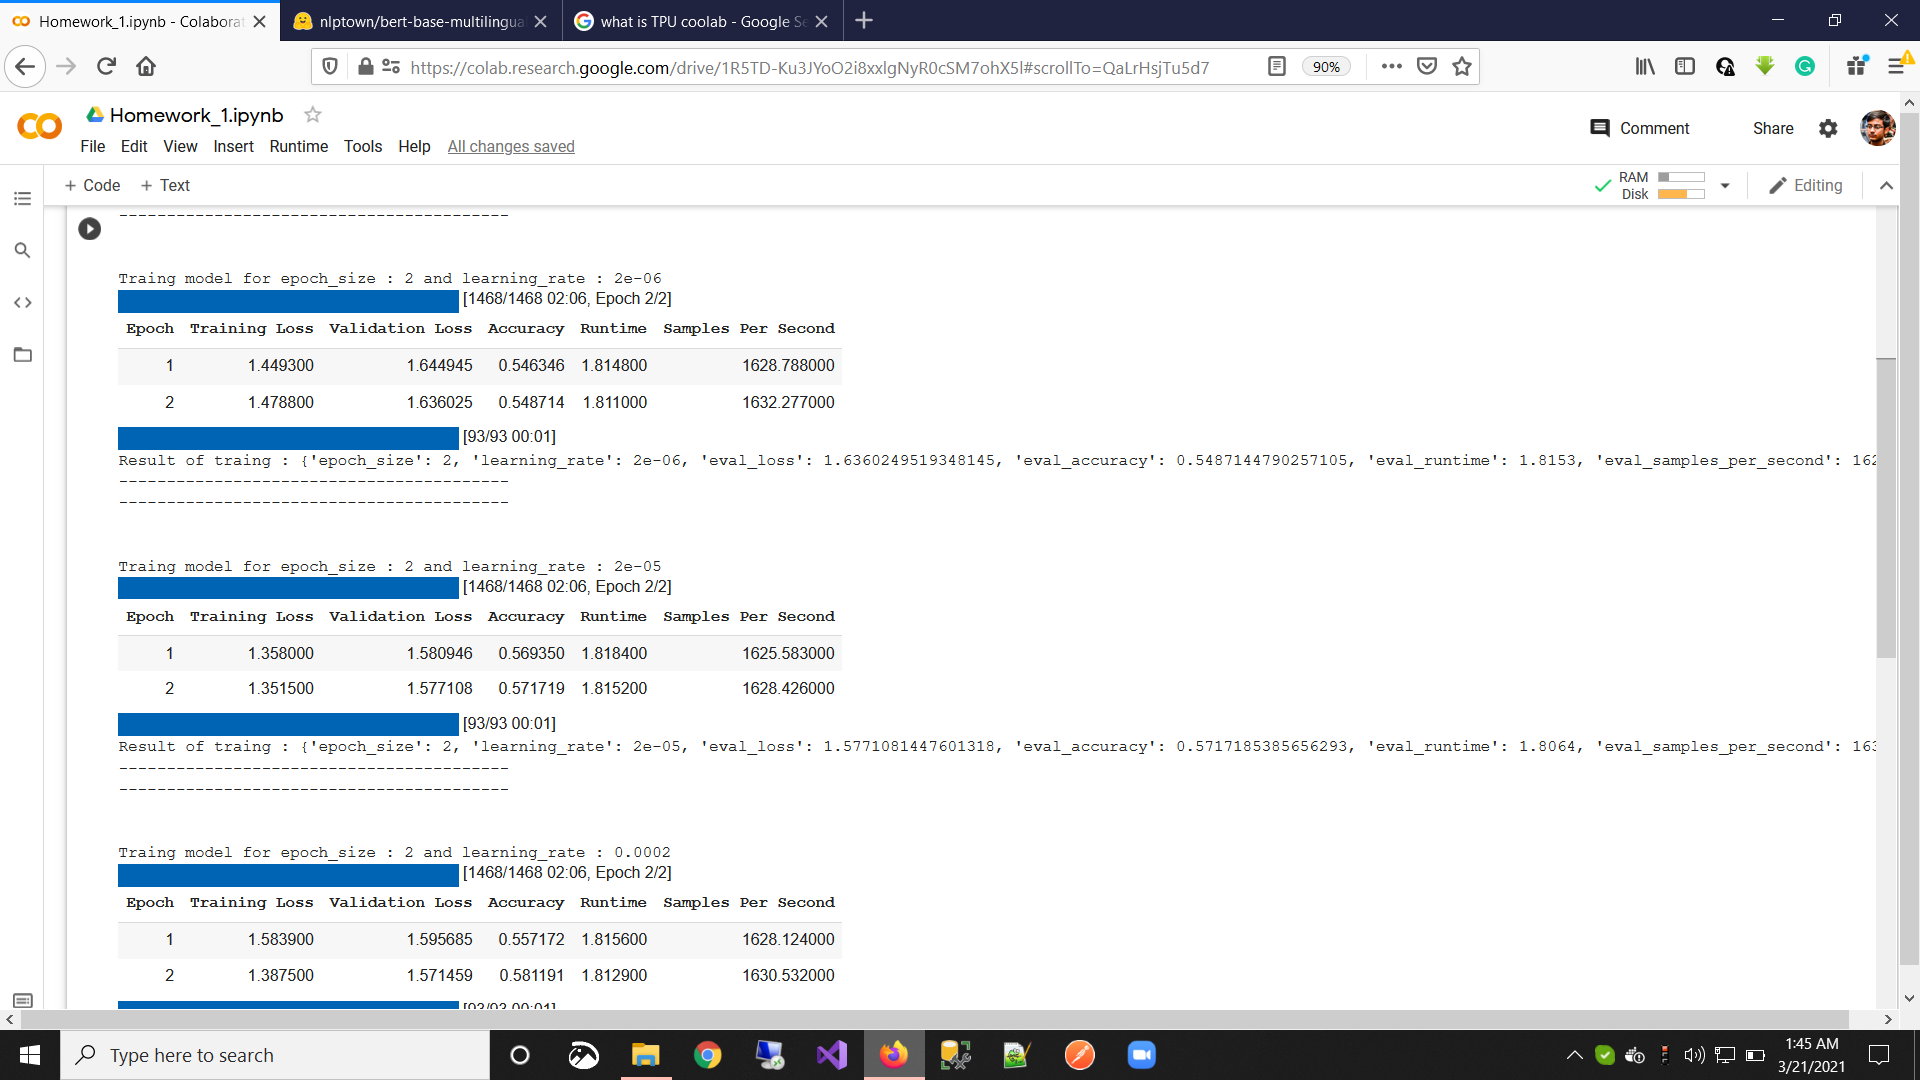 Homework_1.ipynb - Colaborat
nlptown/bert-base-multilingua
what is TPU coolab - Google Se
https://colab.research.google.com/drive/1R5TD-Ku3JYoO2i8xxlgNyR0cSM7ohX5l#scrollTo=QaLrHsjTu5d7
90%
Homework_1.ipynb
Comment
Share
File Edit View Insert Runtime Tools Help All changes saved
+ Code + Text
RAM
Disk
Editing
-----------------------------------------
Traing model for epoch_size : 2 and learning_rate : 2e-06
[1468/1468 02:06, Epoch 2/2]
Epoch Training Loss Validation Loss Accuracy Runtime Samples Per Second
1 1.449300 1.644945 0.546346 1.814800 1628.788000
2 1.478800 1.636025 0.548714 1.811000 1632.277000
[93/93 00:01]
Result of traing : {'epoch_size': 2, 'learning_rate': 2e-06, 'eval_loss': 1.6360249519348145, 'eval_accuracy': 0.5487144790257105, 'eval_runtime': 1.8153, 'eval_samples_per_second': 162
-----------------------------------------
-----------------------------------------
Traing model for epoch_size : 2 and learning_rate : 2e-05
[1468/1468 02:06, Epoch 2/2]
Epoch Training Loss Validation Loss Accuracy Runtime Samples Per Second
1 1.358000 1.580946 0.569350 1.818400 1625.583000
2 1.351500 1.577108 0.571719 1.815200 1628.426000
[93/93 00:01]
Result of traing : {'epoch_size': 2, 'learning_rate': 2e-05, 'eval_loss': 1.5771081447601318, 'eval_accuracy': 0.5717185385656293, 'eval_runtime': 1.8064, 'eval_samples_per_second': 163
-----------------------------------------
-----------------------------------------
Traing model for epoch_size : 2 and learning_rate : 0.0002
[1468/1468 02:06, Epoch 2/2]
Epoch Training Loss Validation Loss Accuracy Runtime Samples Per Second
1 1.583900 1.595685 0.557172 1.815600 1628.124000
2 1.387500 1.571459 0.581191 1.812900 1630.532000
[93/93 00:01]
Type here to search
1:45 AM
3/21/2021